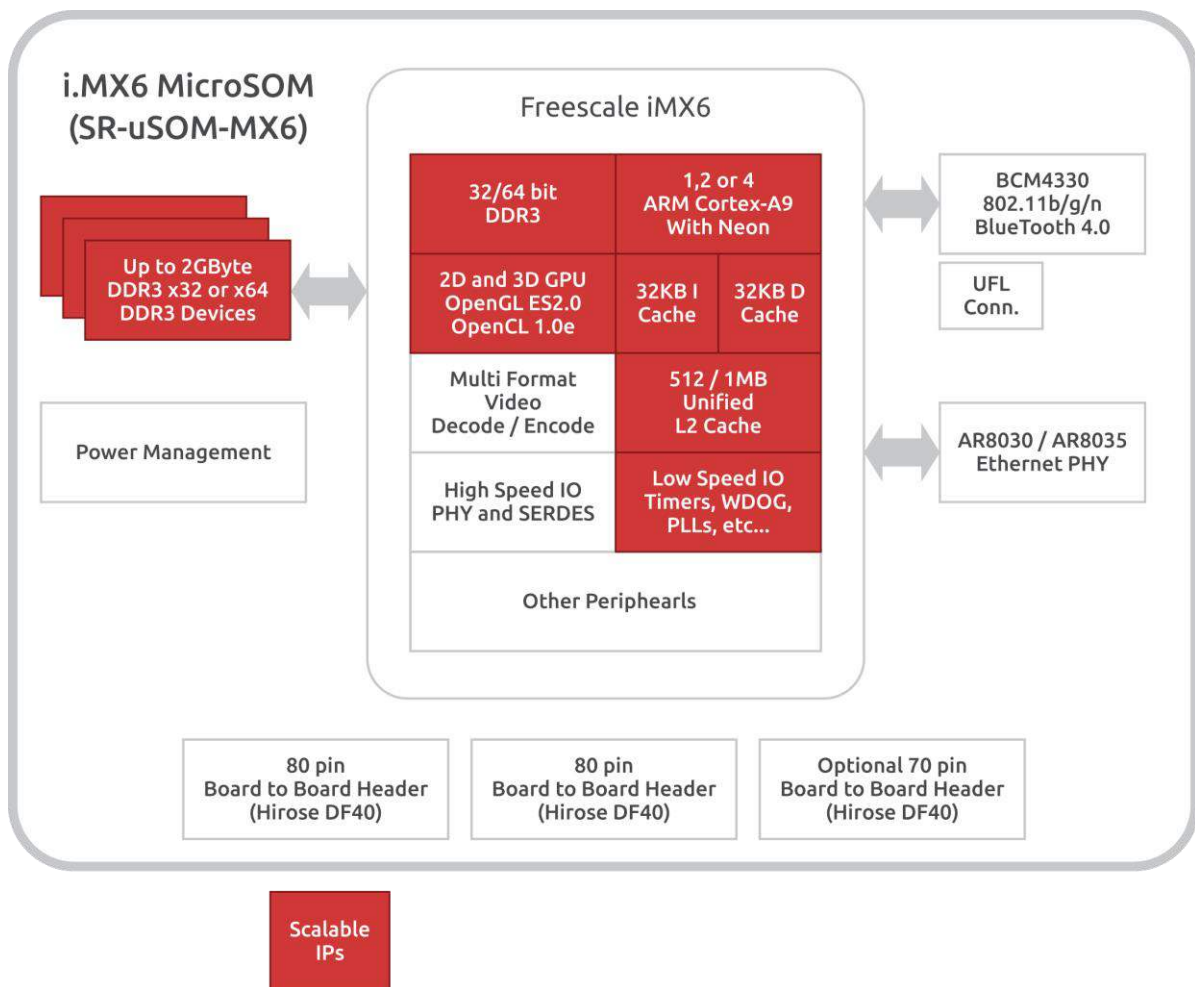 i.MX6 MicroSOM
(SR-uSOM-MX6)
Freescale iMX6
32/64 bit
DDR3
1,2 or 4
ARM Cortex-A9
With Neon
BCM4330
802.11b/g/n
BlueTooth 4.0
Up to 2GByte
DDR3 x32 or x64
DDR3 Devices
2D and 3D GPU
OpenGL ES2.0
OpenCL 1.0e
32KB I
Cache
32KB D
Cache
UFL
Conn.
Multi Format
Video
Decode / Encode
512 / 1MB
Unified
L2 Cache
Power Management
AR8030 / AR8035
Ethernet PHY
High Speed IO
PHY and SERDES
Low Speed IO
Timers, WDOG,
PLLs, etc...
Other Periphearls
80 pin
Board to Board Header
(Hirose DF40)
80 pin
Board to Board Header
(Hirose DF40)
Optional 70 pin
Board to Board Header
(Hirose DF40)
Scalable
IPs